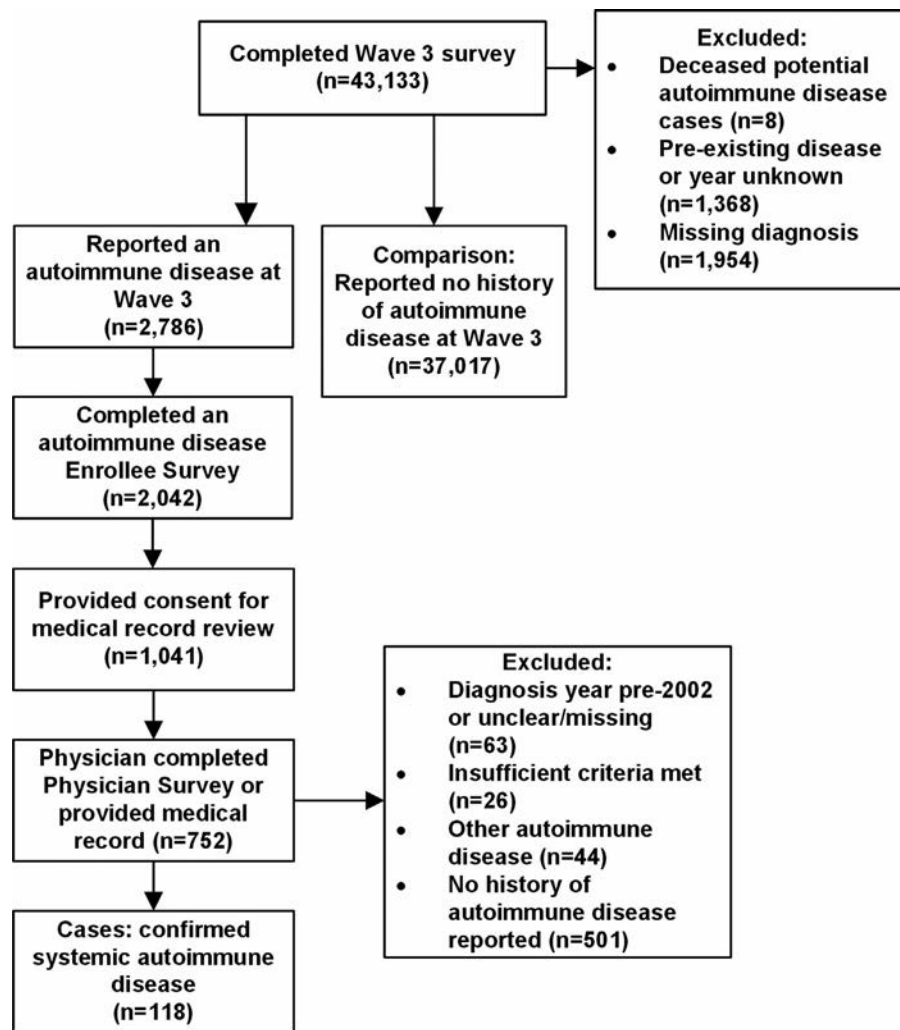 Completed Wave 3 survey
(n=43,133)
Excluded:
• Deceased potential
autoimmune disease
cases (n=8)
• Pre-existing disease
or year unknown
(n=1,368)
• Missing diagnosis
(n=1,954)
Reported an
autoimmune disease at
Wave 3
(n=2,786)
Comparison:
Reported no history
of autoimmune
disease at Wave 3
(n=37,017)
Completed an
autoimmune disease
Enrollee Survey
(n=2,042)
Provided consent for
medical record review
(n=1,041)
Physician completed
Physician Survey or
provided medical
record (n=752)
Excluded:
• Diagnosis year pre-2002
or unclear/missing
(n=63)
• Insufficient criteria met
(n=26)
• Other autoimmune
disease (n=44)
• No history of
autoimmune disease
reported (n=501)
Cases: confirmed
systemic autoimmune
disease
(n=118)